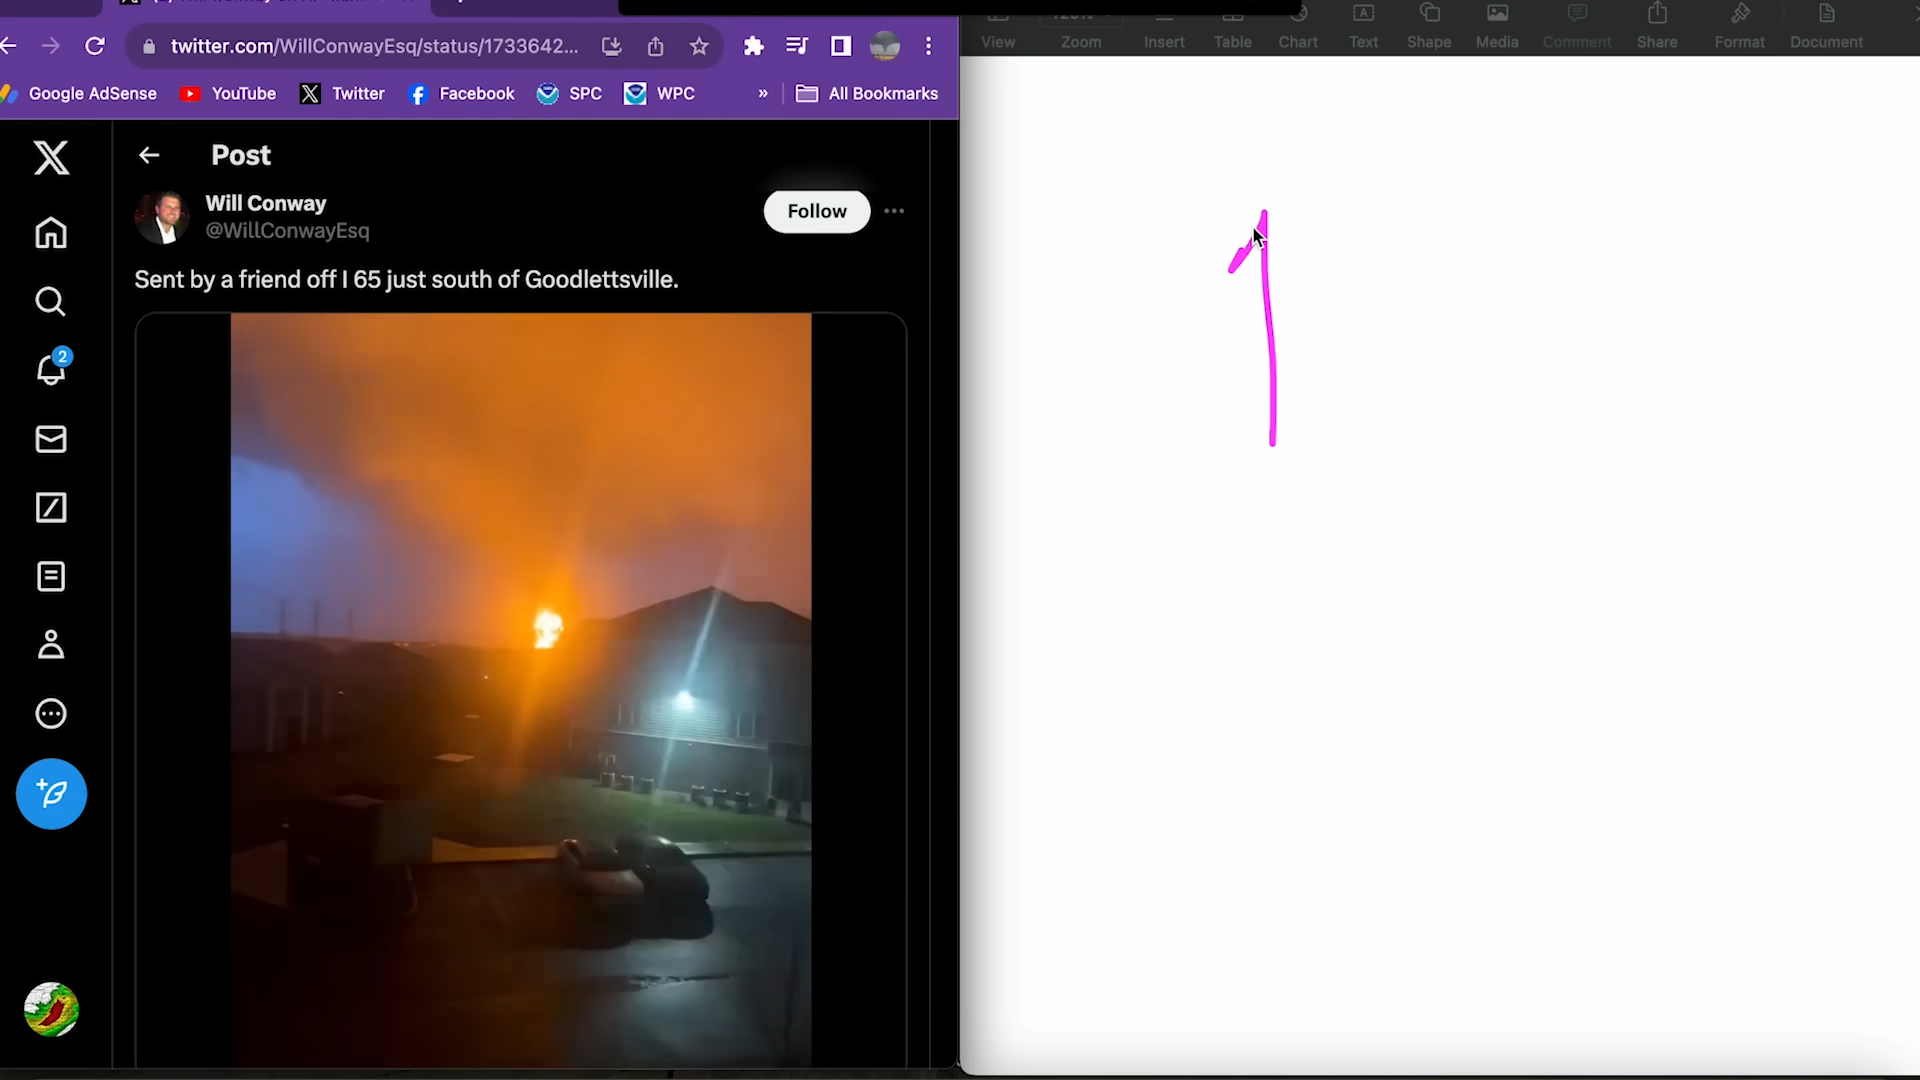 twitter.com/WillConwayEsq/status/1733642...
Google AdSense YouTube Twitter Facebook SPC WPC » All Bookmarks
View Zoom Insert Table Chart Text Shape Media Comment Share Format Document
Post
Will Conway
@WillConwayEsq
Follow
2
Sent by a friend off I 65 just south of Goodlettsville.
1